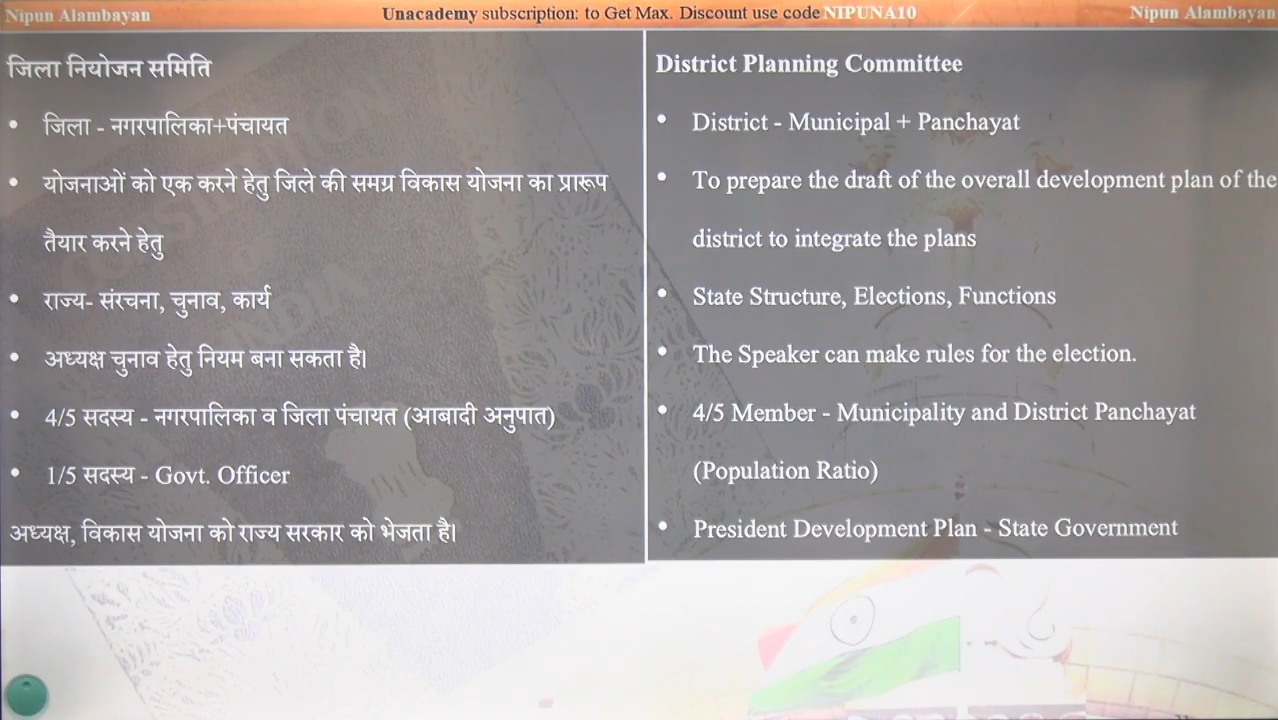 Nipun Alambayan
Unacademy subscription: to Get Max. Discount use code NIPUNA10
Nipun Alambayan
जिला नियोजन समिति
• जिला - नगरपालिका+पंचायत
• योजनाओं को एक करने हेतु जिले की समग्र विकास योजना का प्रारूप
तैयार करने हेतु
• राज्य- संरचना, चुनाव, कार्य
• अध्यक्ष चुनाव हेतु नियम बना सकता है।
• 4/5 सदस्य - नगरपालिका व जिला पंचायत (आबादी अनुपात)
• 1/5 सदस्य - Govt. Officer
अध्यक्ष, विकास योजना को राज्य सरकार को भेजता है।
District Planning Committee
• District - Municipal + Panchayat
• To prepare the draft of the overall development plan of the
district to integrate the plans
• State Structure, Elections, Functions
• The Speaker can make rules for the election.
• 4/5 Member - Municipality and District Panchayat
(Population Ratio)
• President Development Plan - State Government